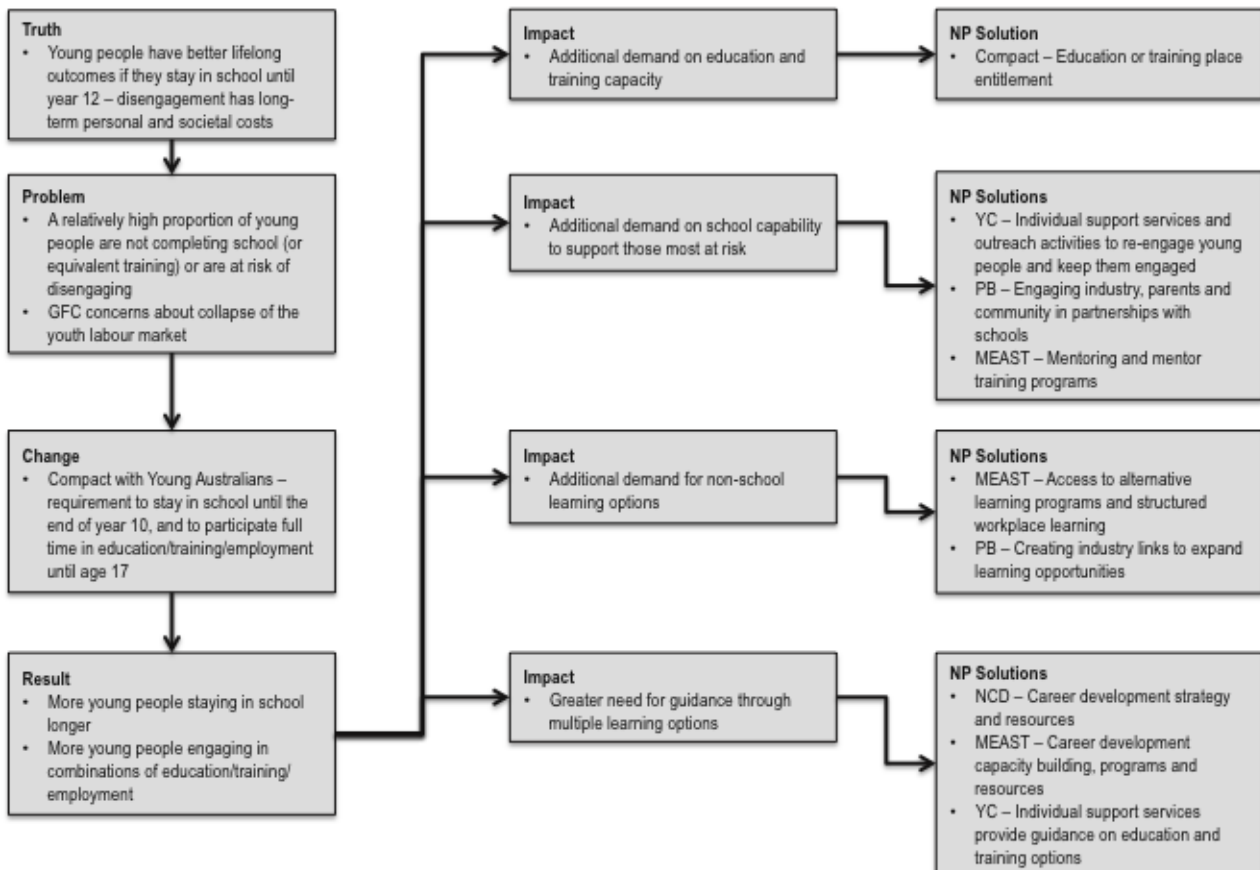 Truth
• Young people have better lifelong
outcomes if they stay in school until
year 12 – disengagement has long-
term personal and societal costs
Problem
• A relatively high proportion of young
people are not completing school (or
equivalent training) or are at risk of
disengaging
• GFC concerns about collapse of the
youth labour market
Change
• Compact with Young Australians –
requirement to stay in school until the
end of year 10, and to participate full
time in education/training/employment
until age 17
Result
• More young people staying in school
longer
• More young people engaging in
combinations of education/training/
employment
Impact
• Additional demand on education and
training capacity
NP Solution
• Compact – Education or training place
entitlement
Impact
• Additional demand on school capability
to support those most at risk
NP Solutions
• YC – Individual support services and
outreach activities to re-engage young
people and keep them engaged
• PB – Engaging industry, parents and
community in partnerships with
schools
• MEAST – Mentoring and mentor
training programs
Impact
• Additional demand for non-school
learning options
NP Solutions
• MEAST – Access to alternative
learning programs and structured
workplace learning
• PB – Creating industry links to expand
learning opportunities
Impact
• Greater need for guidance through
multiple learning options
NP Solutions
• NCD – Career development strategy
and resources
• MEAST – Career development
capacity building, programs and
resources
• YC – Individual support services
provide guidance on education and
training options